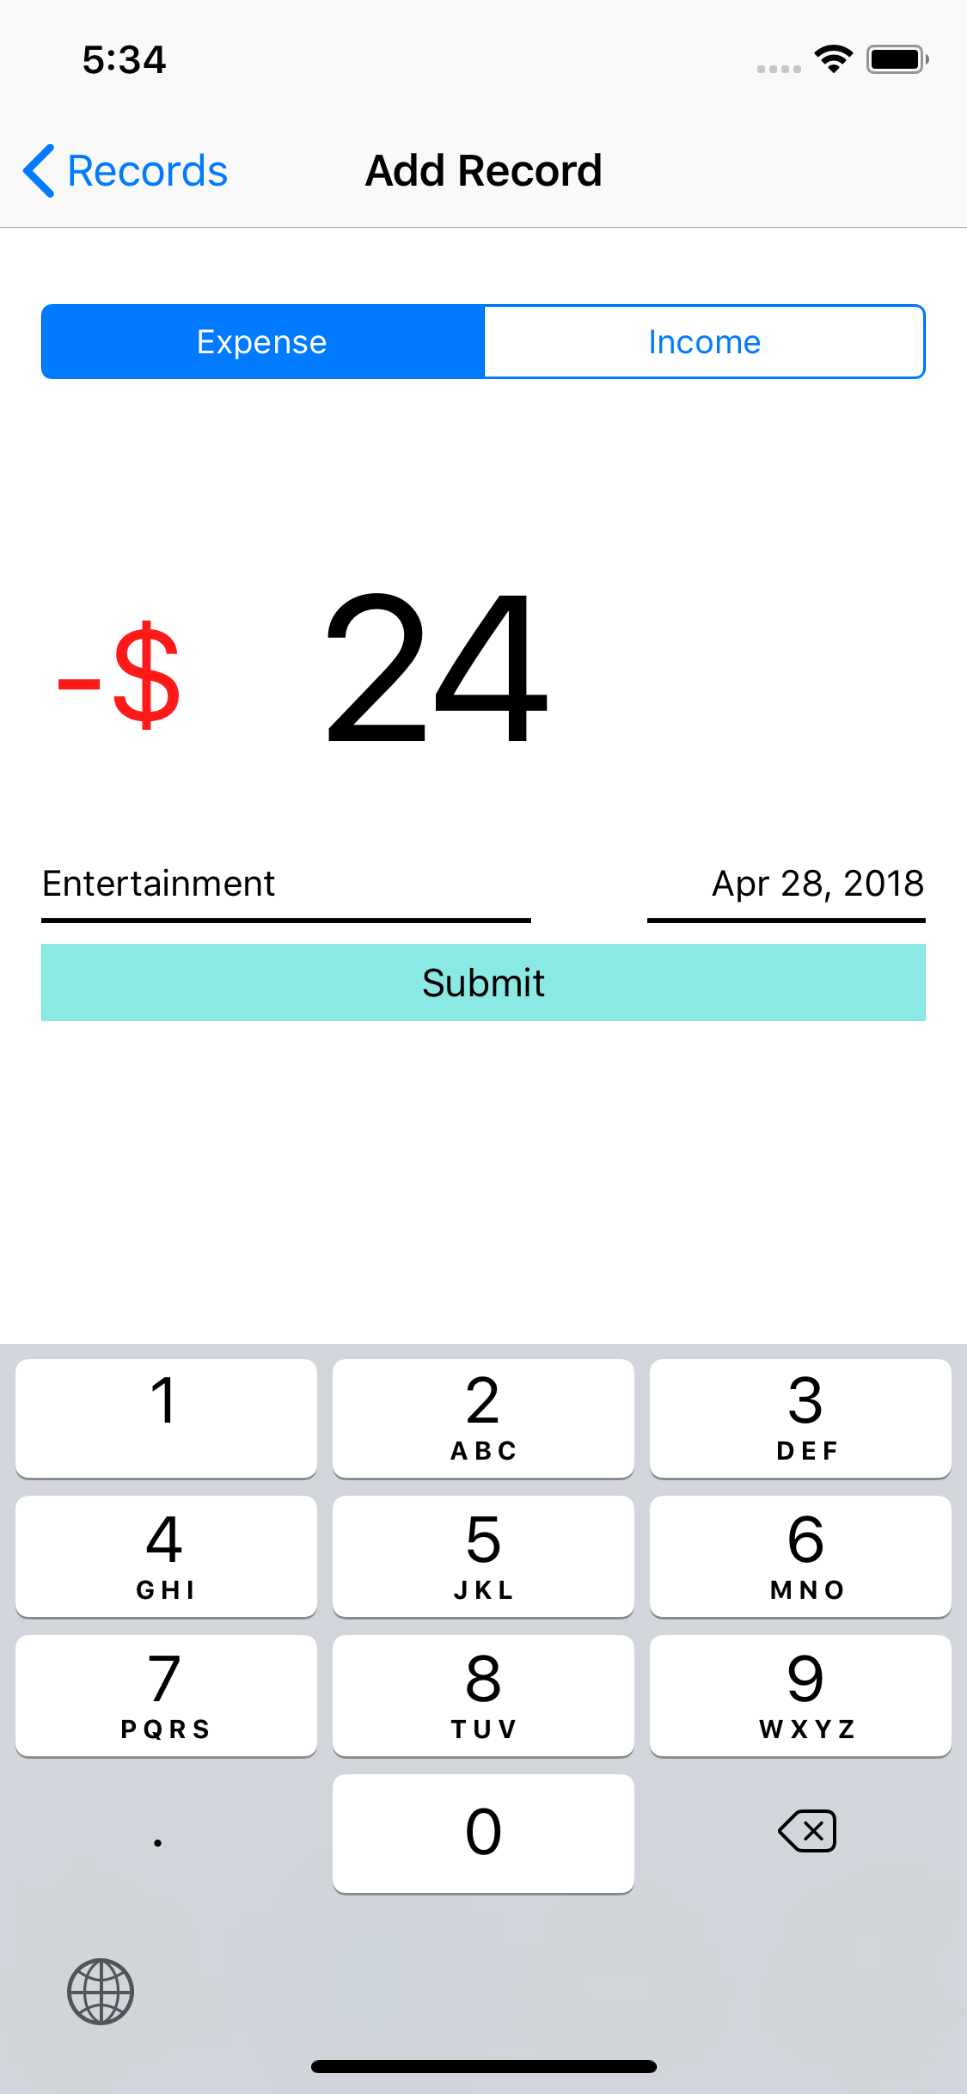 5:34
Records Add Record
Expense Income
-$ 24
Entertainment Apr 28, 2018
Submit
1 2 3
ABC DEF
4 5 6
GHI JKL MNO
7 8 9
PQRS TUV WXYZ
. 0